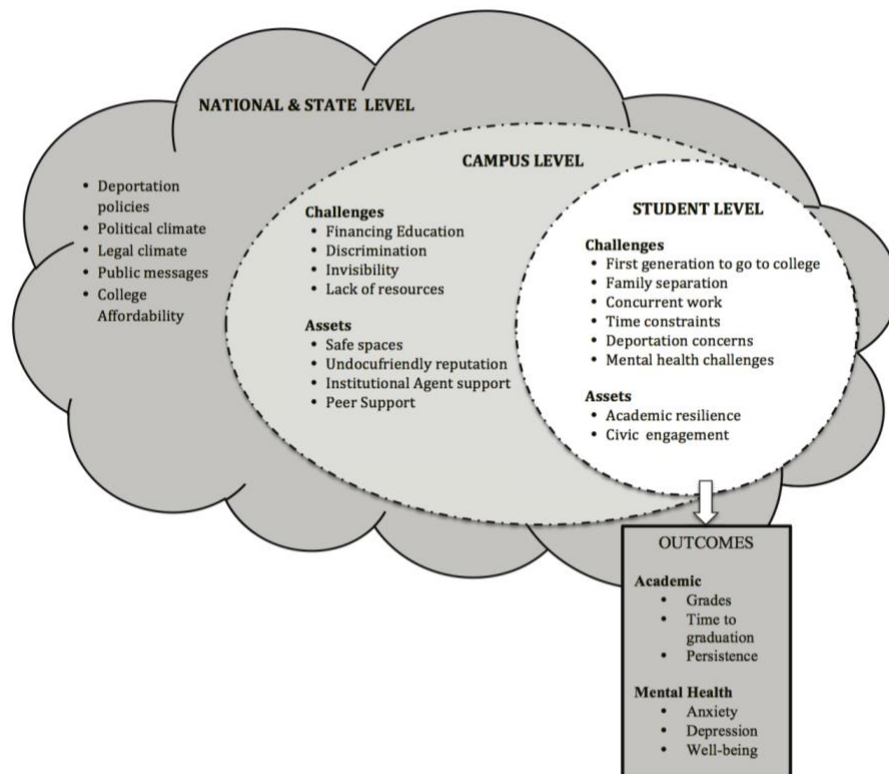 NATIONAL & STATE LEVEL
• Deportation
policies
• Political climate
• Legal climate
• Public messages
• College
Affordability
CAMPUS LEVEL
Challenges
• Financing Education
• Discrimination
• Invisibility
• Lack of resources
Assets
• Safe spaces
• Undocufriendly reputation
• Institutional Agent support
• Peer Support
STUDENT LEVEL
Challenges
• First generation to go to college
• Family separation
• Concurrent work
• Time constraints
• Deportation concerns
• Mental health challenges
Assets
• Academic resilience
• Civic engagement
OUTCOMES
Academic
• Grades
• Time to
graduation
• Persistence
Mental Health
• Anxiety
• Depression
• Well-being